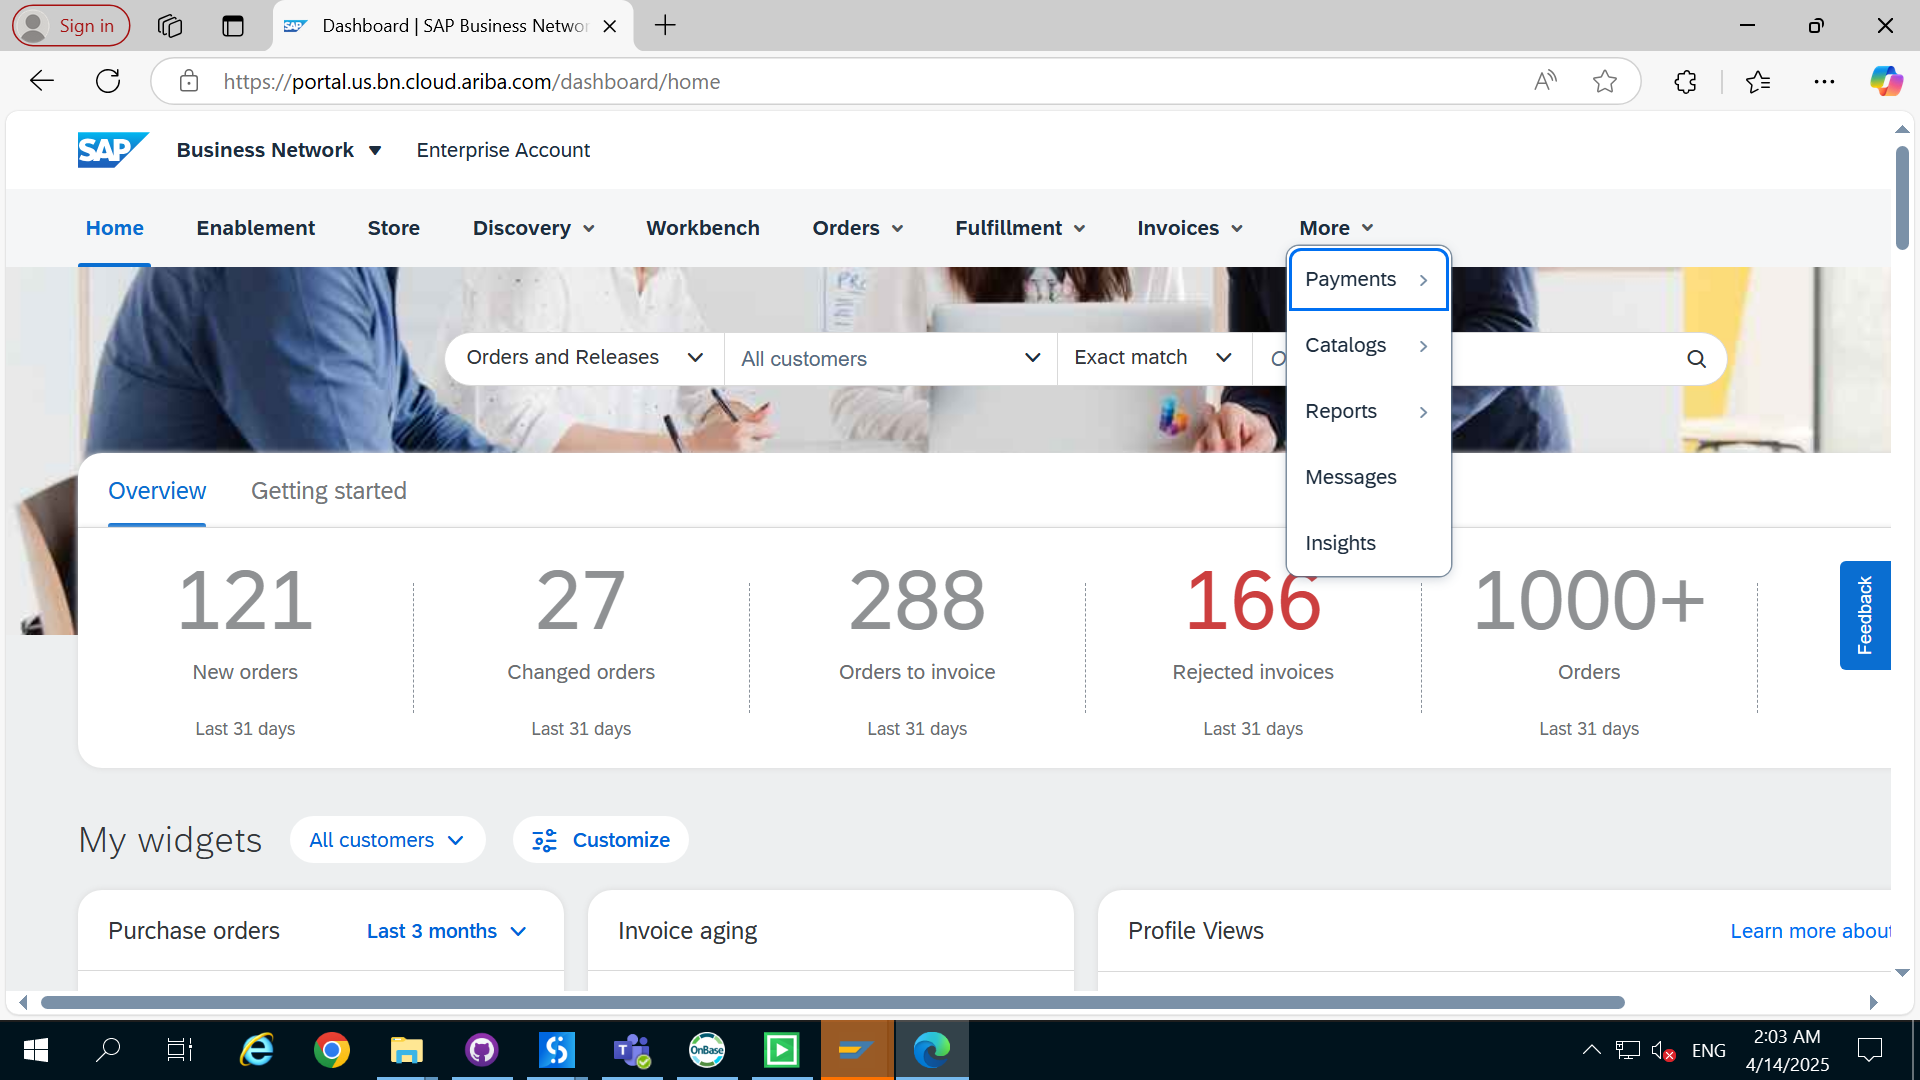 Sign in
Dashboard | SAP Business Networ
https://portal.us.bn.cloud.ariba.com/dashboard/home
SAP Business Network Enterprise Account
Home Enablement Store Discovery Workbench Orders Fulfillment Invoices More
Payments
Catalogs
Reports
Messages
Insights
Orders and Releases All customers Exact match O
Overview Getting started
121 27 288 166 1000+
New orders Changed orders Orders to invoice Rejected invoices Orders
Last 31 days Last 31 days Last 31 days Last 31 days Last 31 days
Feedback
My widgets All customers Customize
Purchase orders Last 3 months Invoice aging Profile Views Learn more about
OnBase
ENG
2:03 AM
4/14/2025